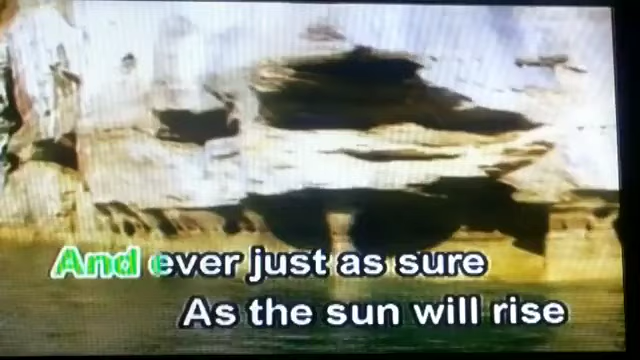 And ever just as sure
As the sun will rise